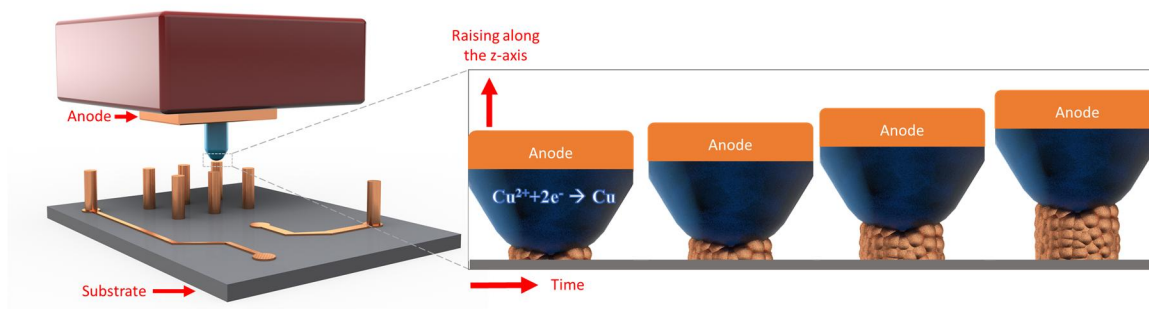 Raising along
the z-axis
Anode
Anode
Anode
Anode
Anode
Cu²⁺+2e⁻ → Cu
Substrate
Time